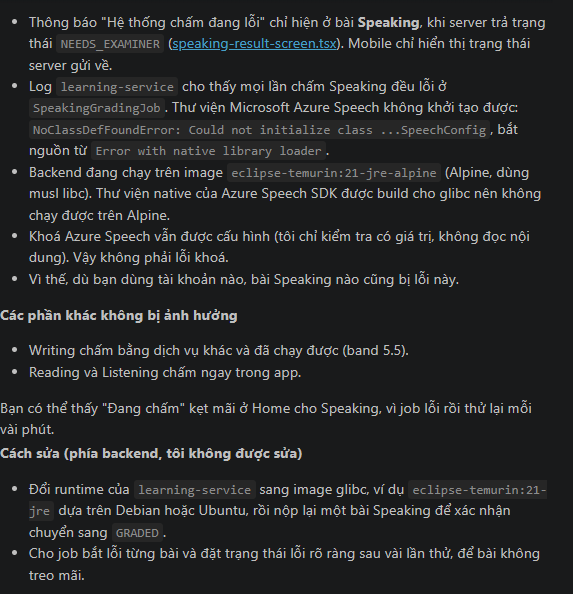 • Thông báo "Hệ thống chấm đang lỗi" chỉ hiện ở bài Speaking, khi server trả trạng
thái NEEDS_EXAMINER (speaking-result-screen.tsx). Mobile chỉ hiển thị trạng thái
server gửi về.
• Log learning-service cho thấy mọi lần chấm Speaking đều lỗi ở
SpeakingGradingJob. Thư viện Microsoft Azure Speech không khởi tạo được:
NoClassDefFoundError: Could not initialize class ...SpeechConfig, bắt
nguồn từ Error with native library loader.
• Backend đang chạy trên image eclipse-temurin:21-jre-alpine (Alpine, dùng
musl libc). Thư viện native của Azure Speech SDK được build cho glibc nên không
chạy được trên Alpine.
• Khoá Azure Speech vẫn được cấu hình (tôi chỉ kiểm tra có giá trị, không đọc nội
dung). Vậy không phải lỗi khoá.
• Vì thế, dù bạn dùng tài khoản nào, bài Speaking nào cũng bị lỗi này.
Các phần khác không bị ảnh hưởng
• Writing chấm bằng dịch vụ khác và đã chạy được (band 5.5).
• Reading và Listening chấm ngay trong app.
Bạn có thể thấy "Đang chấm" kẹt mãi ở Home cho Speaking, vì job lỗi rồi thử lại mỗi
vài phút.
Cách sửa (phía backend, tôi không được sửa)
• Đổi runtime của learning-service sang image glibc, ví dụ eclipse-temurin:21-
jre dựa trên Debian hoặc Ubuntu, rồi nộp lại một bài Speaking để xác nhận
chuyển sang GRADED.
• Cho job bắt lỗi từng bài và đặt trạng thái lỗi rõ ràng sau vài lần thử, để bài không
treo mãi.